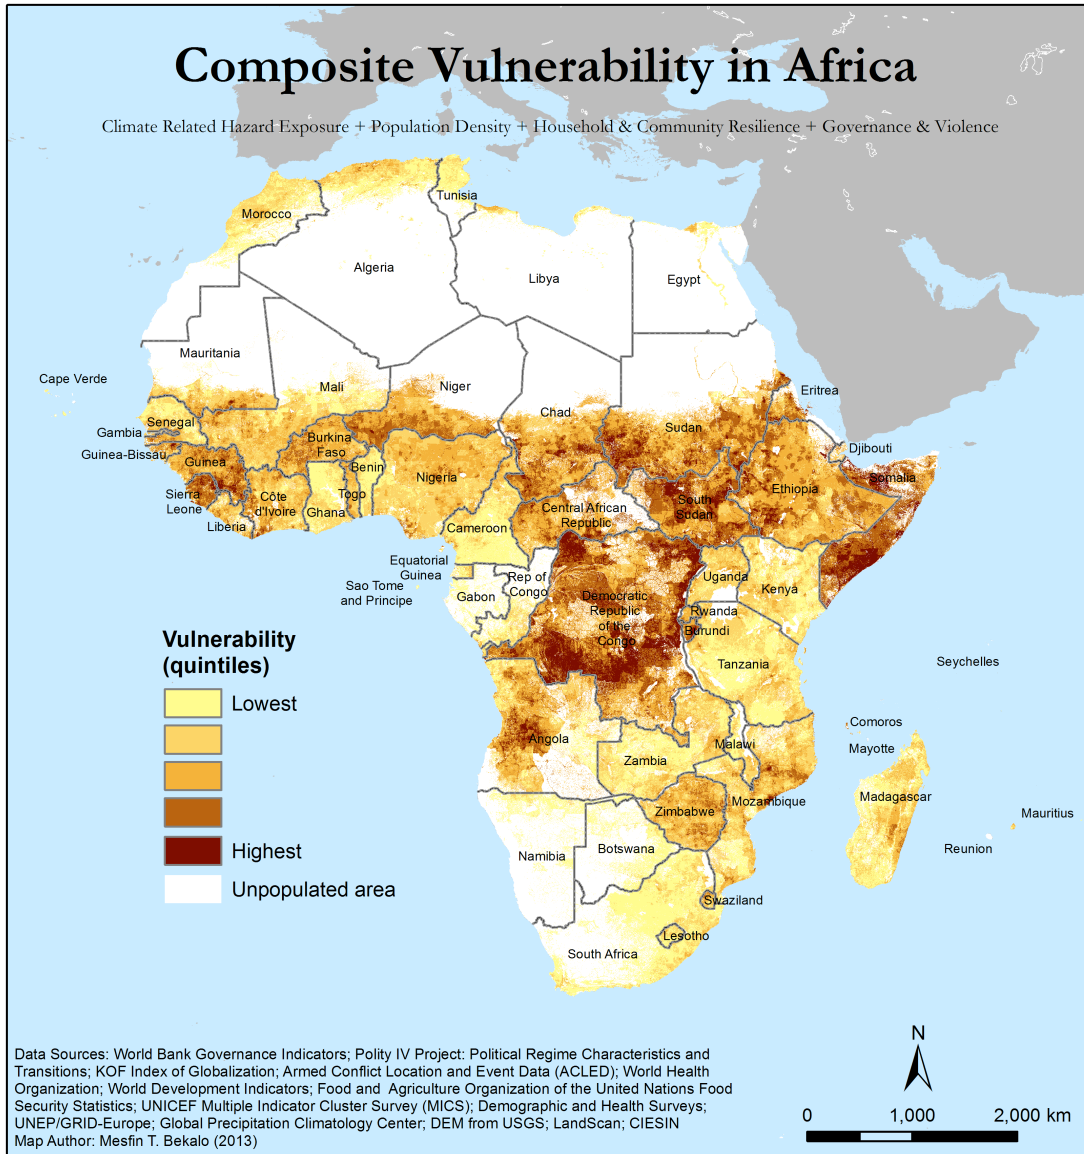 Composite Vulnerability in Africa
Climate Related Hazard Exposure + Population Density + Household & Community Resilience + Governance & Violence
Tunisia
Morocco
Algeria
Libya
Egypt
Mauritania
Cape Verde
Mali
Niger
Eritrea
Chad
Senegal
Sudan
Gambia
Burkina
Faso
Djibouti
Guinea-Bissau
Guinea
Benin
Nigeria
Somalia
Ethiopia
Sierra
Leone
Côte
d'Ivoire
Togo
Ghana
South
Sudan
Central African
Republic
Liberia
Cameroon
Equatorial
Guinea
Rep of
Congo
Uganda
Kenya
Sao Tome
and Principe
Gabon
Democratic
Republic
of the
Congo
Rwanda
Burundi
Tanzania
Seychelles
Comoros
Angola
Malawi
Mayotte
Zambia
Madagascar
Mozambique
Zimbabwe
Mauritius
Namibia
Botswana
Reunion
Swaziland
Lesotho
South Africa
Vulnerability
(quintiles)
Lowest
Highest
Unpopulated area
Data Sources: World Bank Governance Indicators; Polity IV Project: Political Regime Characteristics and
Transitions; KOF Index of Globalization; Armed Conflict Location and Event Data (ACLED); World Health
Organization; World Development Indicators; Food and Agriculture Organization of the United Nations Food
Security Statistics; UNICEF Multiple Indicator Cluster Survey (MICS); Demographic and Health Surveys;
UNEP/GRID-Europe; Global Precipitation Climatology Center; DEM from USGS; LandScan; CIESIN
Map Author: Mesfin T. Bekalo (2013)
N
0 1,000 2,000 km